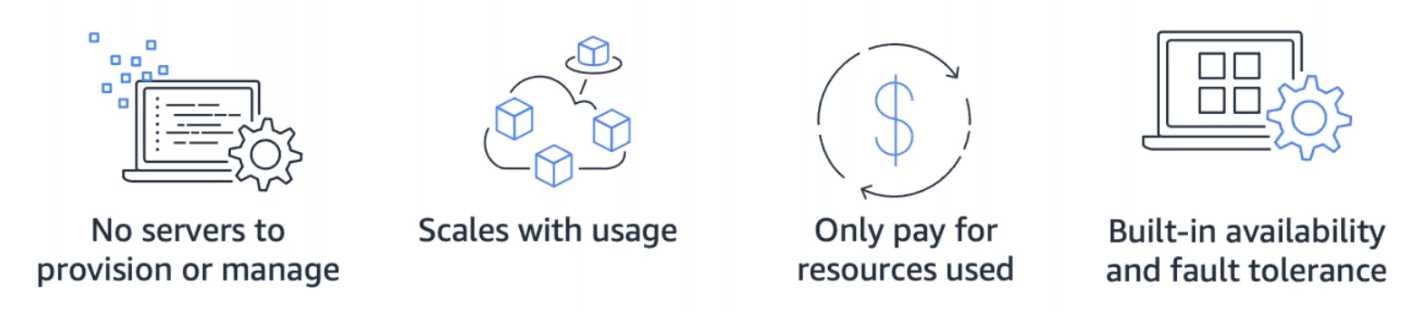 No servers to
provision or manage
Scales with usage
Only pay for
resources used
Built-in availability
and fault tolerance